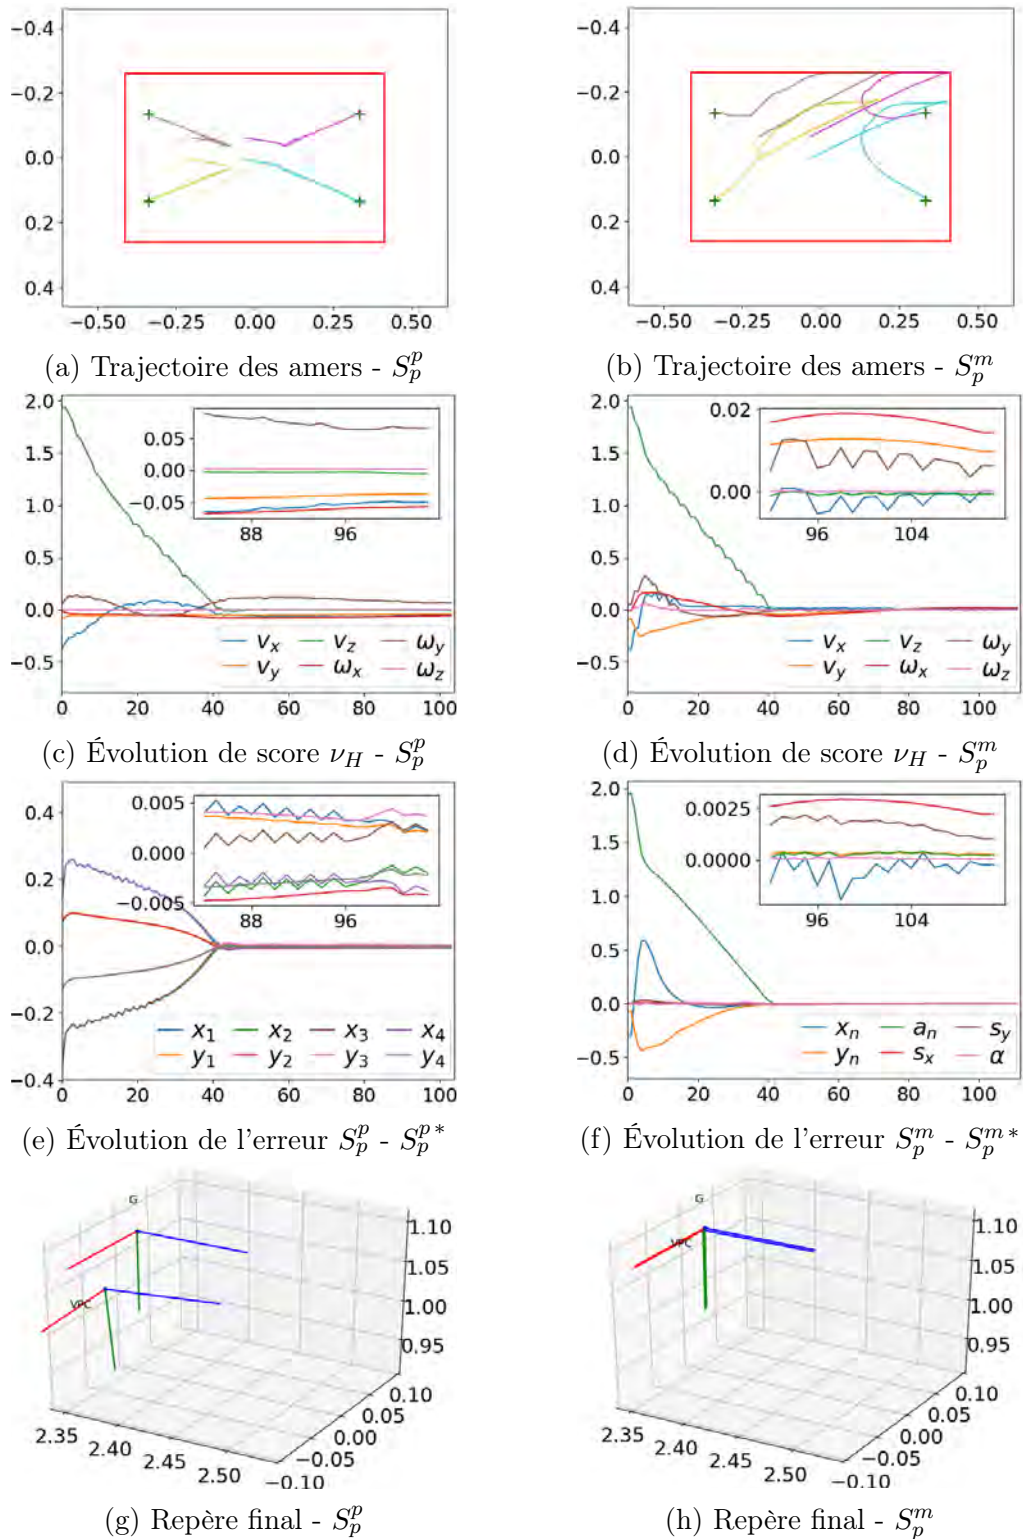 −0.4
−0.2
0.0
0.2
0.4
−0.50 −0.25 0.00 0.25 0.50
(a) Trajectoire des amers - $S_p^p$
−0.4
−0.2
0.0
0.2
0.4
−0.50 −0.25 0.00 0.25 0.50
(b) Trajectoire des amers - $S_p^m$
2.0
1.5
1.0
0.5
0.0
−0.5
0.05
0.00
−0.05
88 96
$v_x$ $v_z$ $\omega_y$
$v_y$ $\omega_x$ $\omega_z$
0 20 40 60 80 100
(c) Évolution de score $\nu_H$ - $S_p^p$
2.0
1.5
1.0
0.5
0.0
−0.5
0.02
0.00
96 104
$v_x$ $v_z$ $\omega_y$
$v_y$ $\omega_x$ $\omega_z$
0 20 40 60 80 100
(d) Évolution de score $\nu_H$ - $S_p^m$
0.4
0.2
0.0
−0.2
−0.4
0.005
0.000
−0.005
88 96
$x_1$ $x_2$ $x_3$ $x_4$
$y_1$ $y_2$ $y_3$ $y_4$
0 20 40 60 80 100
(e) Évolution de l'erreur $S_p^p$ - $S_p^{p*}$
2.0
1.5
1.0
0.5
0.0
−0.5
0.0025
0.0000
96 104
$x_n$ $a_n$ $s_y$
$y_n$ $s_x$ $\alpha$
0 20 40 60 80 100
(f) Évolution de l'erreur $S_p^m$ - $S_p^{m*}$
G
VPC
1.10
1.05
1.00
0.95
0.10
0.05
0.00
−0.05
−0.10
2.35
2.40
2.45
2.50
(g) Repère final - $S_p^p$
G
VPC
1.10
1.05
1.00
0.95
0.10
0.05
0.00
−0.05
−0.10
2.35
2.40
2.45
2.50
(h) Repère final - $S_p^m$